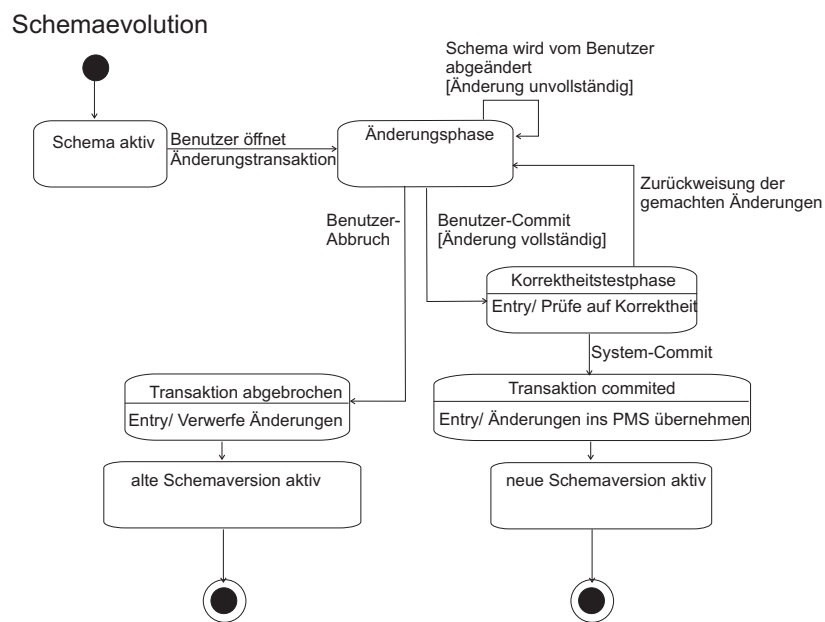 Schemaevolution
Schema wird vom Benutzer
abgeändert
[Änderung unvollständig]
Schema aktiv
Benutzer öffnet
Änderungstransaktion
Änderungsphase
Zurückweisung der
gemachten Änderungen
Benutzer-
Abbruch
Benutzer-Commit
[Änderung vollständig]
Korrektheitstestphase
Entry/ Prüfe auf Korrektheit
System-Commit
Transaktion abgebrochen
Entry/ Verwerfe Änderungen
Transaktion commited
Entry/ Änderungen ins PMS übernehmen
alte Schemaversion aktiv
neue Schemaversion aktiv